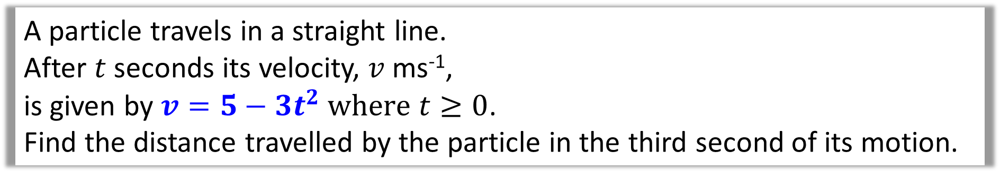 A particle travels in a straight line.
After t seconds its velocity, v ms⁻¹,
is given by v = 5 − 3t² where t ≥ 0.
Find the distance travelled by the particle in the third second of its motion.